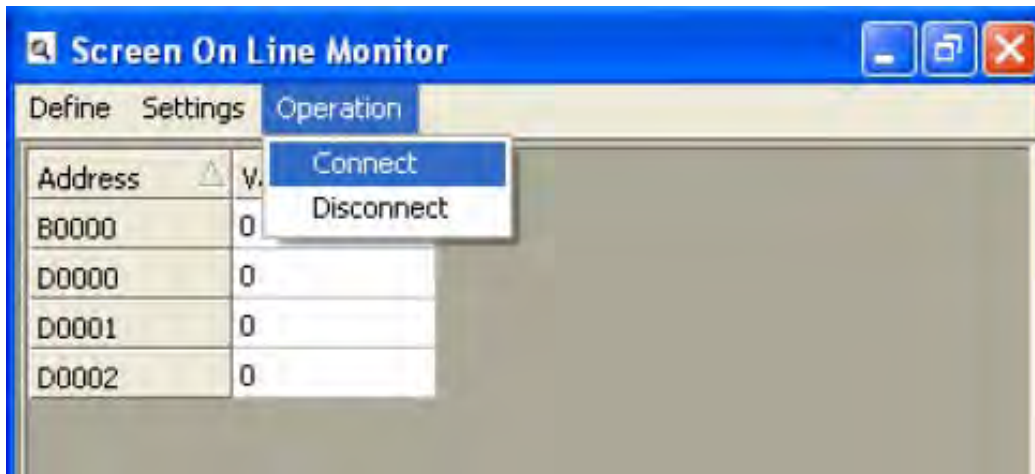 Screen On Line Monitor
Define Settings Operation
Connect
Disconnect
Address
B0000 0
D0000 0
D0001 0
D0002 0